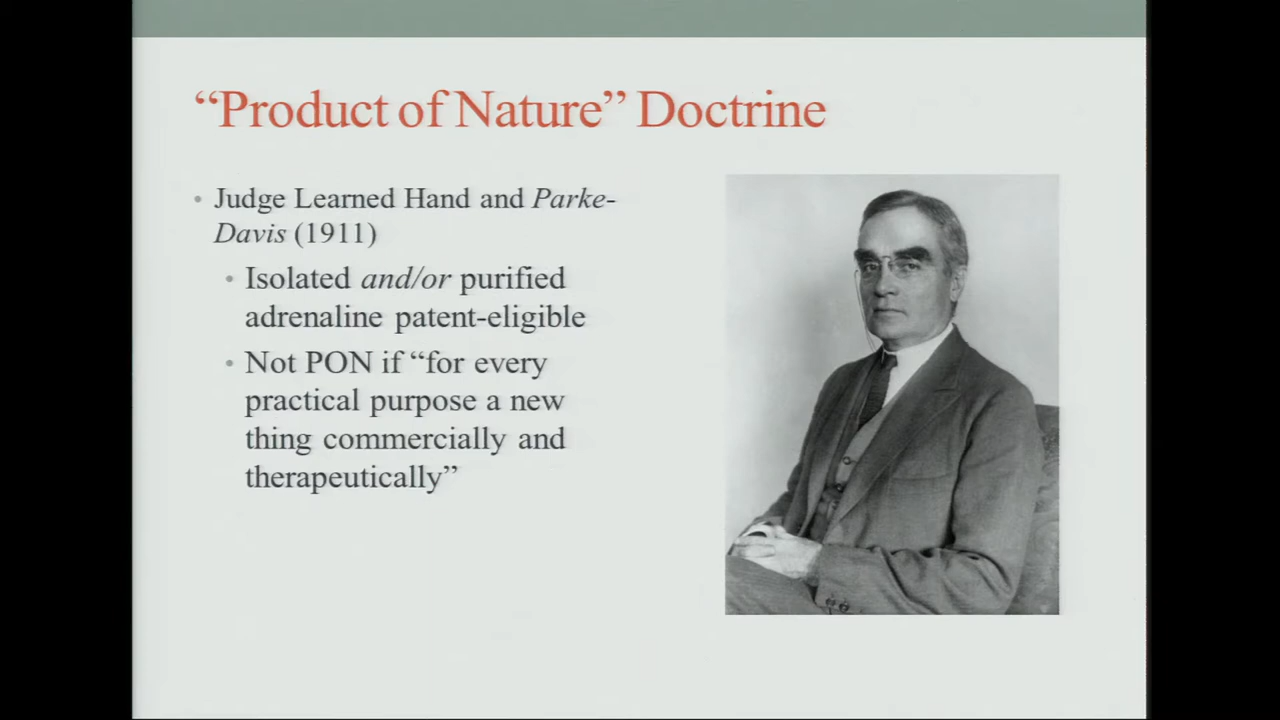 “Product of Nature” Doctrine
• Judge Learned Hand and Parke-
Davis (1911)
• Isolated and/or purified
adrenaline patent-eligible
• Not PON if “for every
practical purpose a new
thing commercially and
therapeutically”